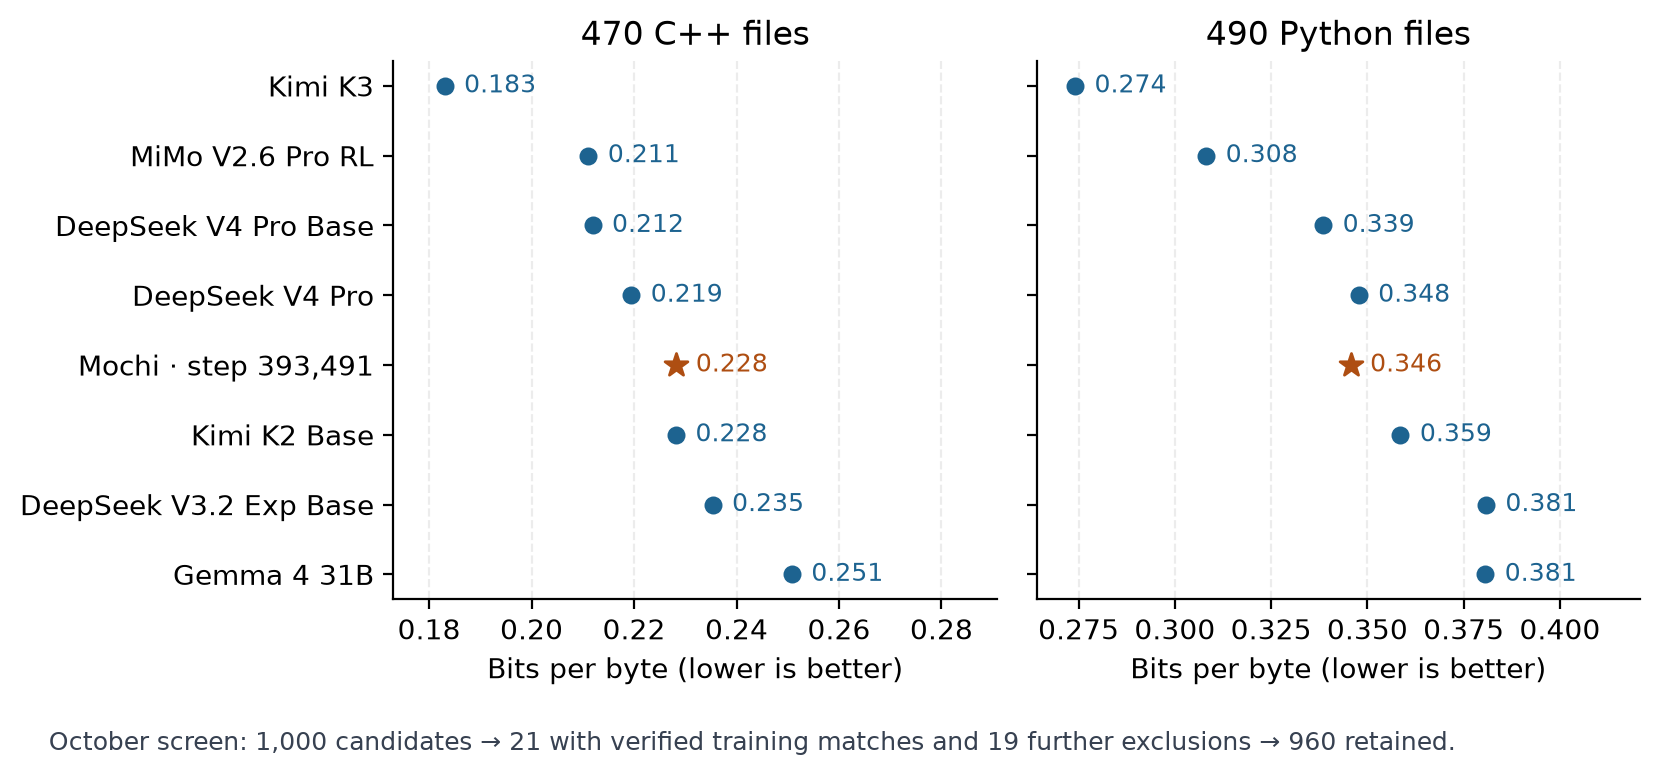 470 C++ files
490 Python files
Kimi K3
0.183
0.274
MiMo V2.6 Pro RL
0.211
0.308
DeepSeek V4 Pro Base
0.212
0.339
DeepSeek V4 Pro
0.219
0.348
Mochi · step 393,491
0.228
0.346
Kimi K2 Base
0.228
0.359
DeepSeek V3.2 Exp Base
0.235
0.381
Gemma 4 31B
0.251
0.381
0.18 0.20 0.22 0.24 0.26 0.28
0.275 0.300 0.325 0.350 0.375 0.400
Bits per byte (lower is better)
Bits per byte (lower is better)
October screen: 1,000 candidates → 21 with verified training matches and 19 further exclusions → 960 retained.